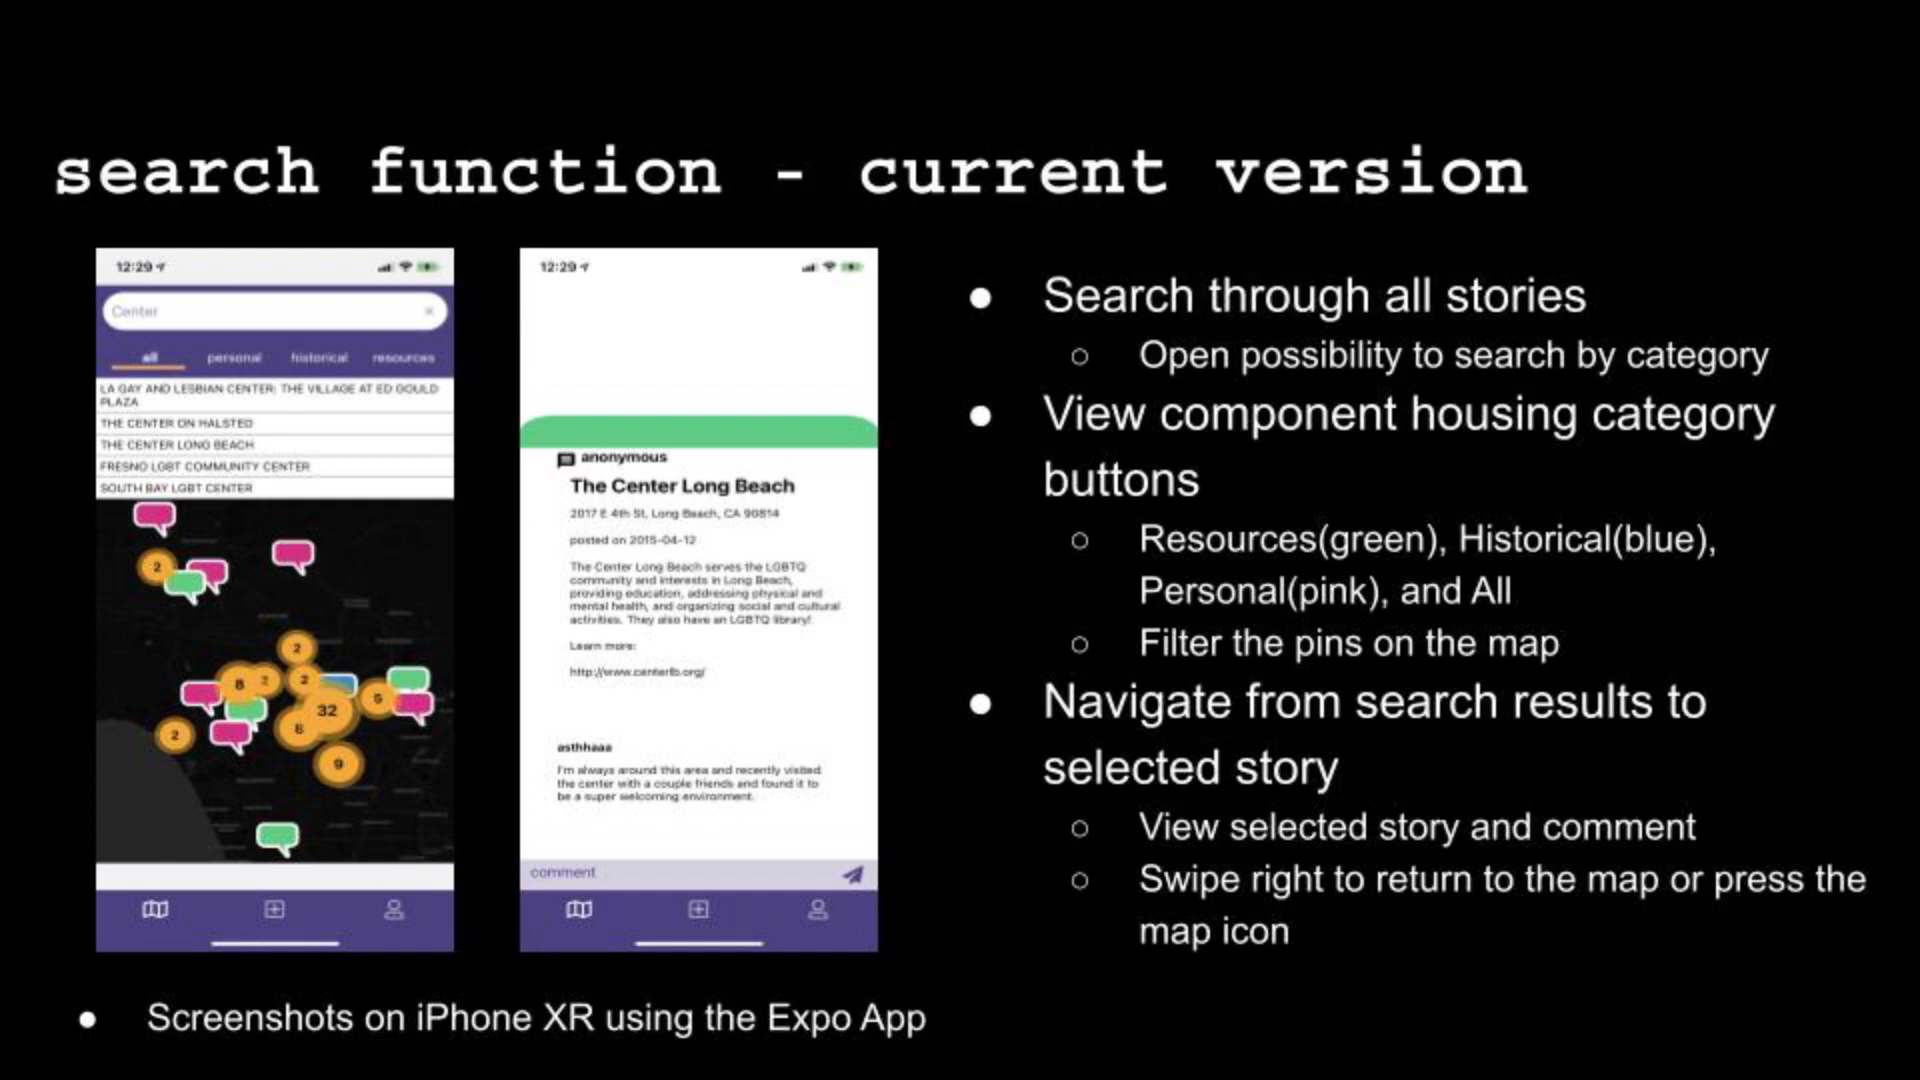 search function - current version
12:29
Center
all personal historical resources
LA GAY AND LESBIAN CENTER: THE VILLAGE AT ED GOULD
PLAZA
THE CENTER ON HALSTED
THE CENTER LONG BEACH
FRESNO LGBT COMMUNITY CENTER
SOUTH BAY LGBT CENTER
2
2
8 2 2
32 5
6
2
9
12:29
anonymous
The Center Long Beach
2017 E 4th St, Long Beach, CA 90814
posted on 2015-04-12
The Center Long Beach serves the LGBTQ
community and interests in Long Beach,
providing education, addressing physical and
mental health, and organizing social and cultural
activities. They also have an LGBTQ library!
Learn more:
http://www.centerlb.org/
asthhaaa
I'm always around this area and recently visited
the center with a couple friends and found it to
be a super welcoming environment.
comment
● Search through all stories
○ Open possibility to search by category
● View component housing category
buttons
○ Resources(green), Historical(blue),
Personal(pink), and All
○ Filter the pins on the map
● Navigate from search results to
selected story
○ View selected story and comment
○ Swipe right to return to the map or press the
map icon
● Screenshots on iPhone XR using the Expo App